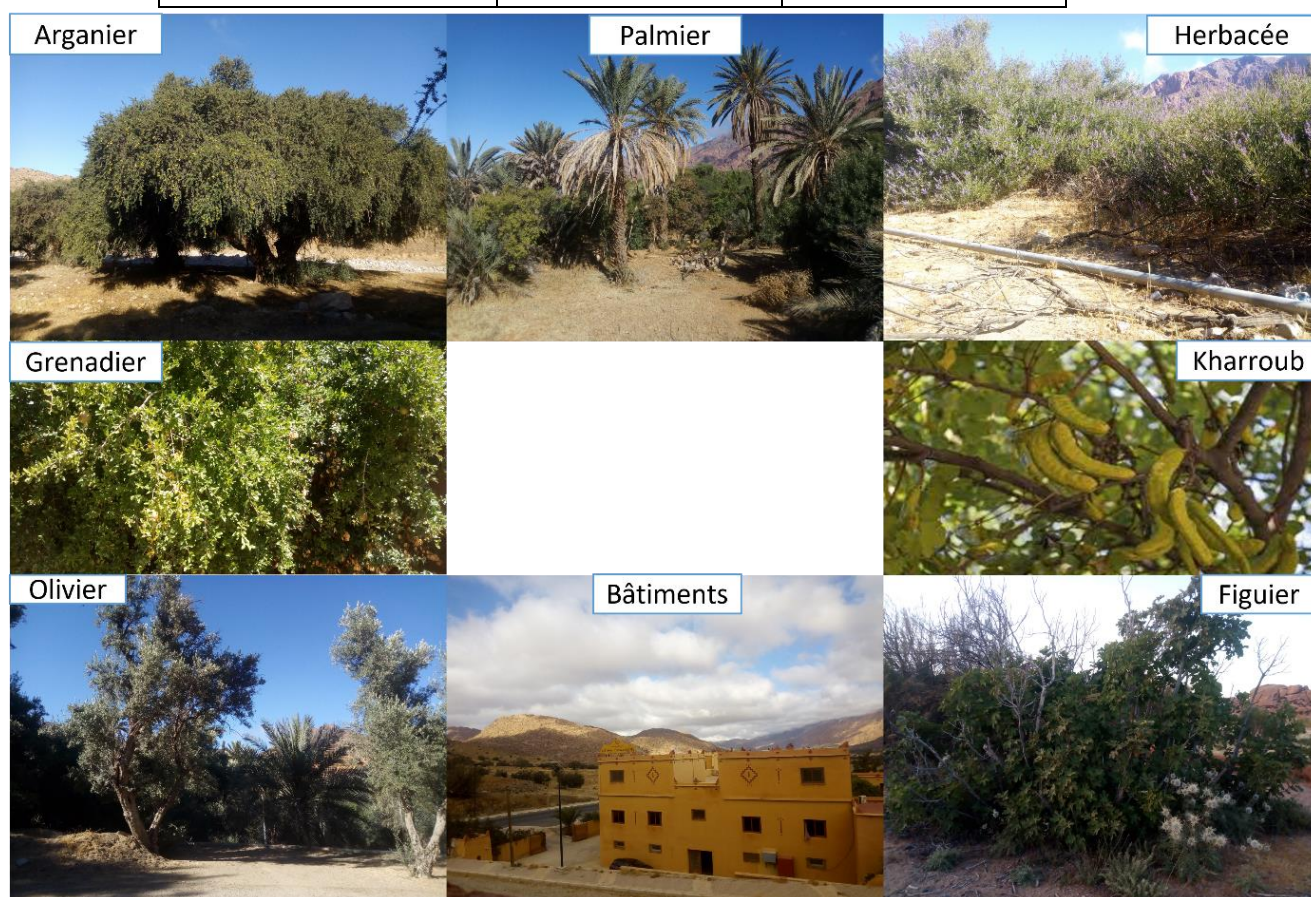 Arganier
Palmier
Herbacée
Grenadier
Kharroub
Olivier
Bâtiments
Figuier